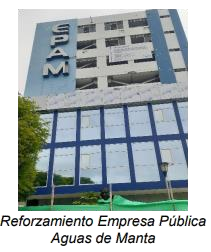 EPAM
Reforzamiento Empresa Pública
Aguas de Manta